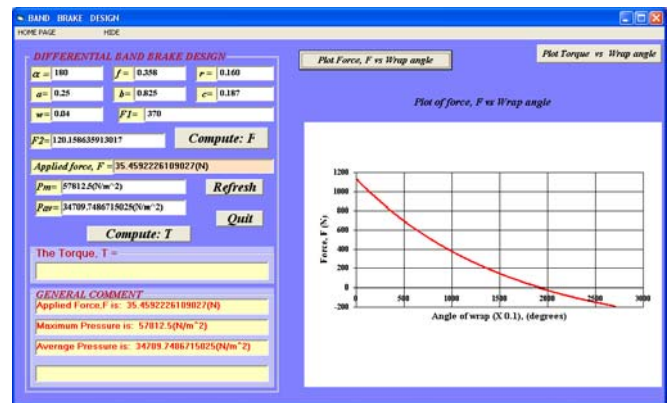 BAND BRAKE DESIGN
HOME PAGE HIDE
DIFFERENTIAL BAND BRAKE DESIGN
α = 180 f = 0.358 r = 0.160
a= 0.25 b= 0.825 c= 0.187
w= 0.04 F1= 370
F2= 120.158635913017 Compute: F
Applied force, F = 35.4592226109027(N)
Pm= 57812.5(N/m^2) Refresh
Pav= 34709.7486715025(N/m^2)
Quit
Compute: T
The Torque, T =
GENERAL COMMENT
Applied Force,F is: 35.4592226109027(N)
Maximum Pressure is: 57812.5(N/m^2)
Average Pressure is: 34709.7486715025(N/m^2)
Plot Force, F vs Wrap angle
Plot Torque vs Wrap angle
Plot of force, F vs Wrap angle
1200
1000
800
600
400
200
0
-200
0 500 1000 1500 2000 2500 3000
Force, F (N)
Angle of wrap (X 0.1), (degrees)